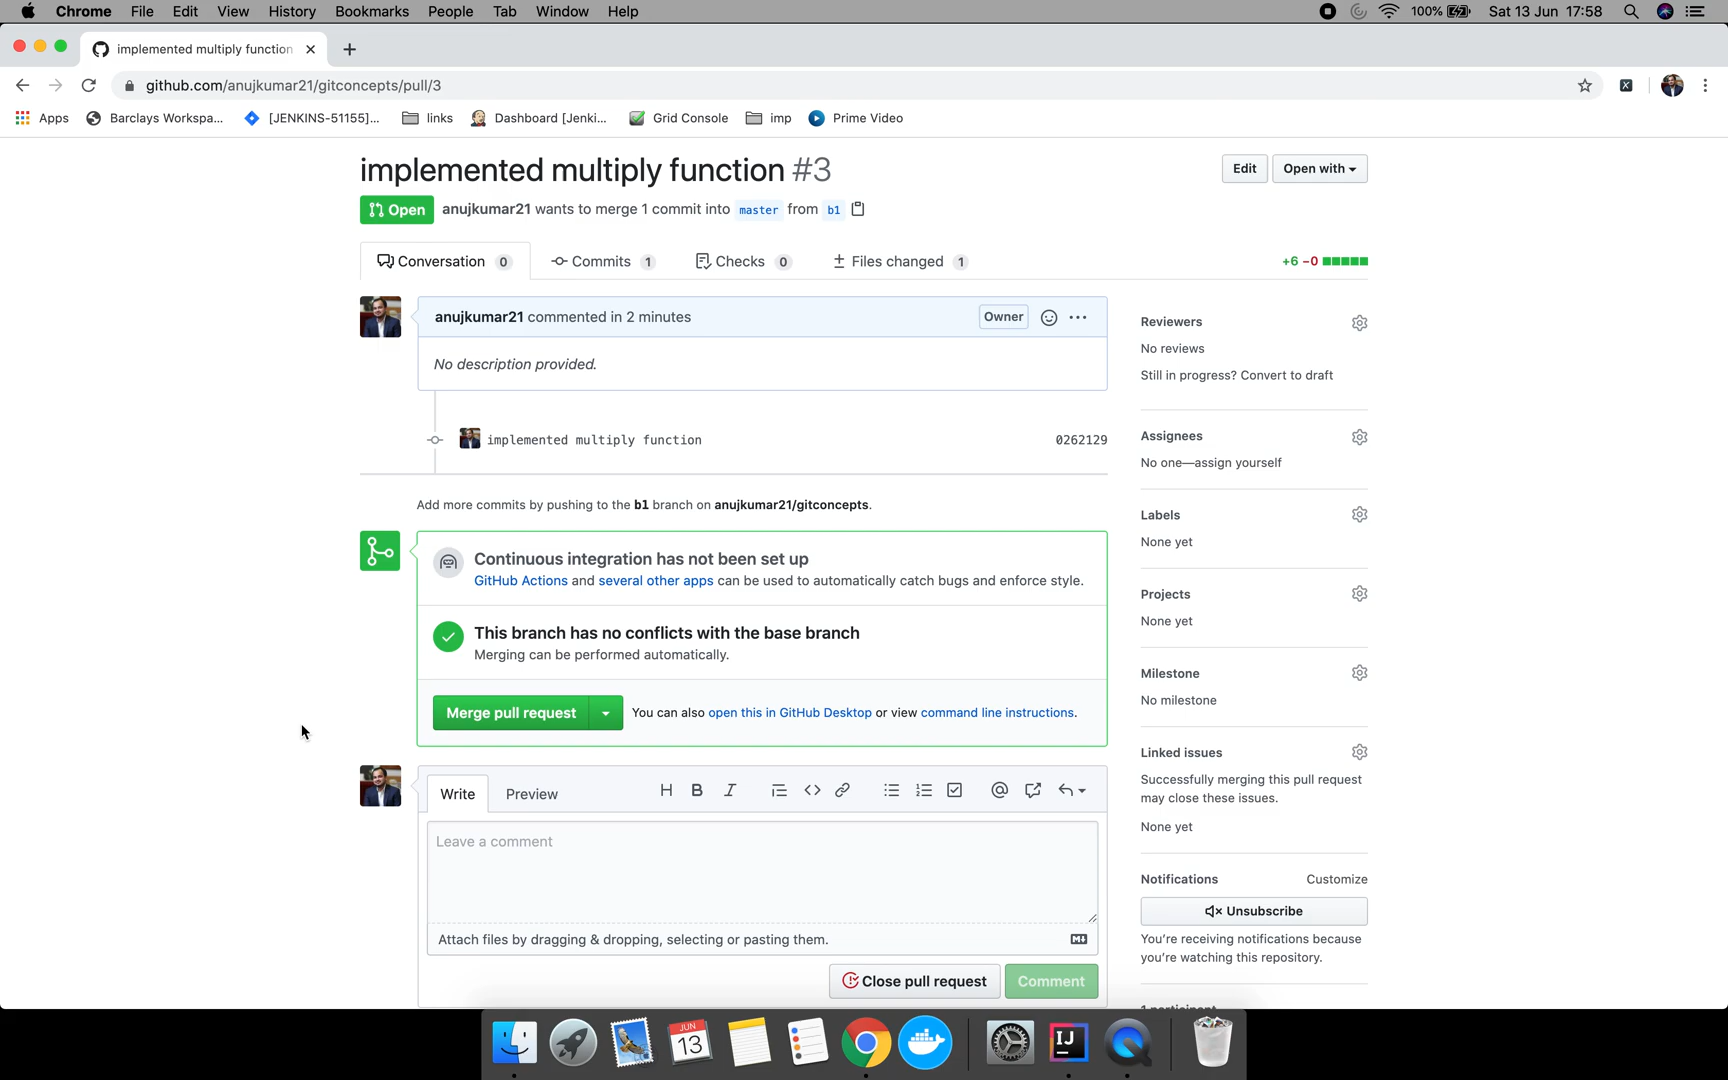 Chrome File Edit View History Bookmarks People Tab Window Help 100% Sat 13 Jun 17:58
implemented multiply function
github.com/anujkumar21/gitconcepts/pull/3
Apps Barclays Workspa... [JENKINS-51155]... links Dashboard [Jenki... Grid Console imp Prime Video
implemented multiply function #3
Edit Open with
Open anujkumar21 wants to merge 1 commit into master from b1
Conversation 0 Commits 1 Checks 0 Files changed 1 +6 −0
anujkumar21 commented in 2 minutes Owner
No description provided.
implemented multiply function 0262129
Add more commits by pushing to the b1 branch on anujkumar21/gitconcepts.
Continuous integration has not been set up
GitHub Actions and several other apps can be used to automatically catch bugs and enforce style.
This branch has no conflicts with the base branch
Merging can be performed automatically.
Merge pull request You can also open this in GitHub Desktop or view command line instructions.
Write Preview
Leave a comment
Attach files by dragging & dropping, selecting or pasting them.
Close pull request Comment
Reviewers
No reviews
Still in progress? Convert to draft
Assignees
No one—assign yourself
Labels
None yet
Projects
None yet
Milestone
No milestone
Linked issues
Successfully merging this pull request
may close these issues.
None yet
Notifications Customize
Unsubscribe
You're receiving notifications because
you're watching this repository.
1 participant
JUN
13
IJ